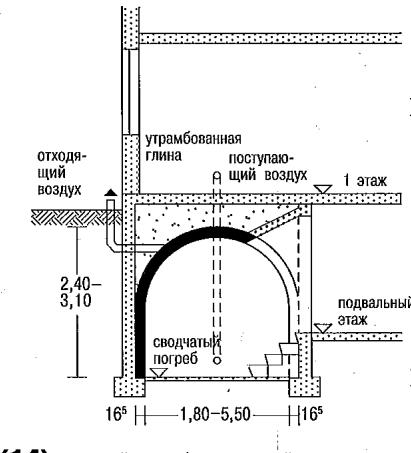 утрамбованная
глина
отходя-
щий
воздух
поступаю-
щий воздух
1 этаж
2,40–
3,10
сводчатый
погреб
подвальный
этаж
16⁵
1,80–5,50
16⁵